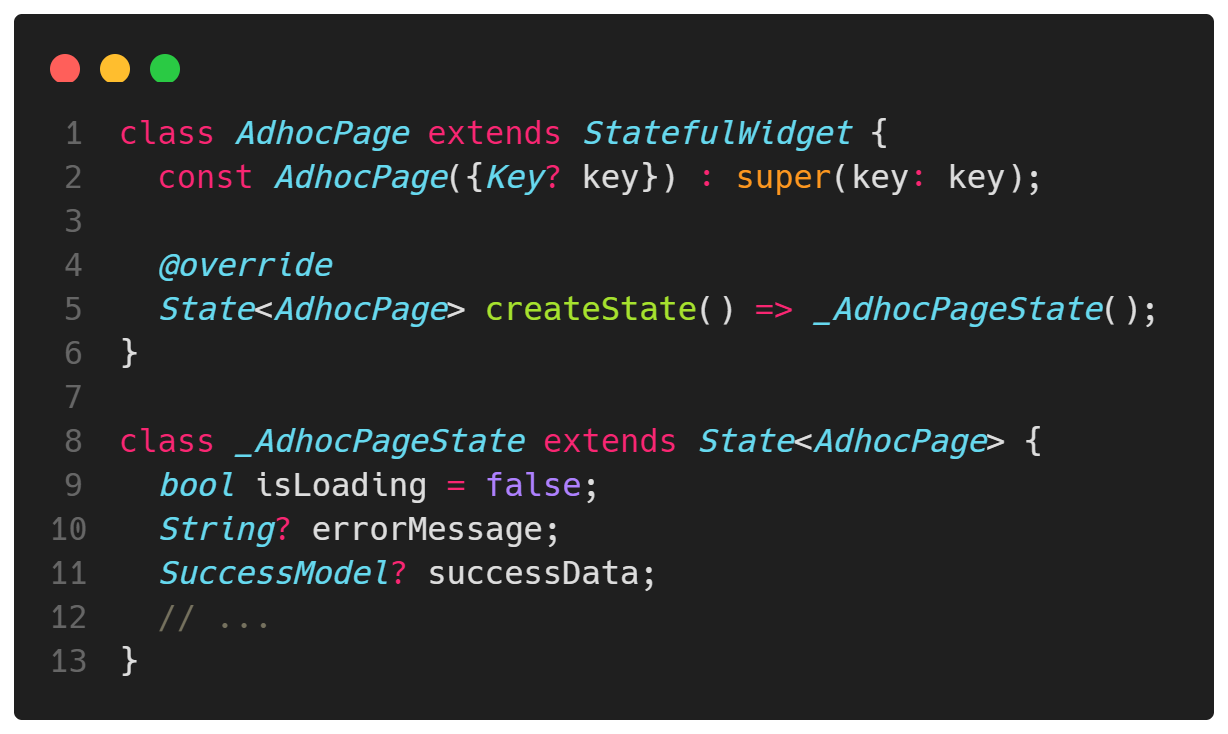 1 class AdhocPage extends StatefulWidget {
2   const AdhocPage({Key? key}) : super(key: key);
3
4   @override
5   State<AdhocPage> createState() => _AdhocPageState();
6 }
7
8 class _AdhocPageState extends State<AdhocPage> {
9   bool isLoading = false;
10   String? errorMessage;
11   SuccessModel? successData;
12   // ...
13 }